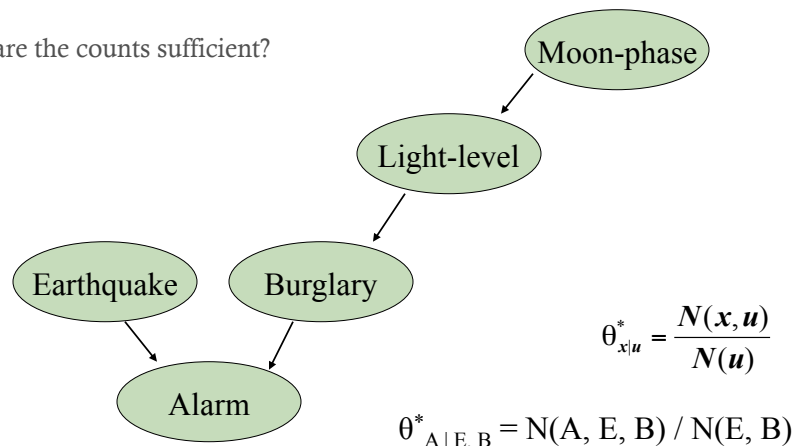 are the counts sufficient?
Moon-phase
Light-level
Earthquake
Burglary
Alarm
θ*x|u = N(x, u) / N(u)
θ*A | E, B = N(A, E, B) / N(E, B)